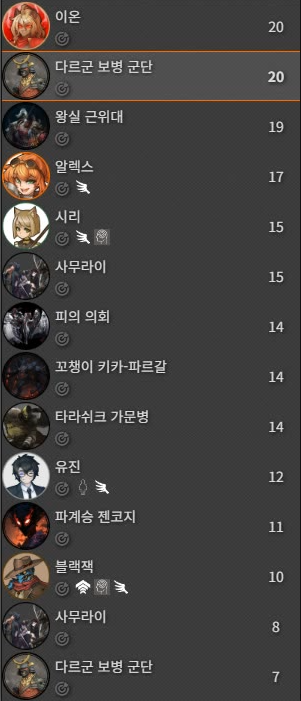 이온
20
다르군 보병 군단
20
왕실 근위대
19
알렉스
17
시리
15
사무라이
15
피의 의회
14
꼬챙이 키카-파르갈
14
타라쉬크 가문병
14
유진
12
파계승 젠코지
11
블랙잭
10
사무라이
8
다르군 보병 군단
7